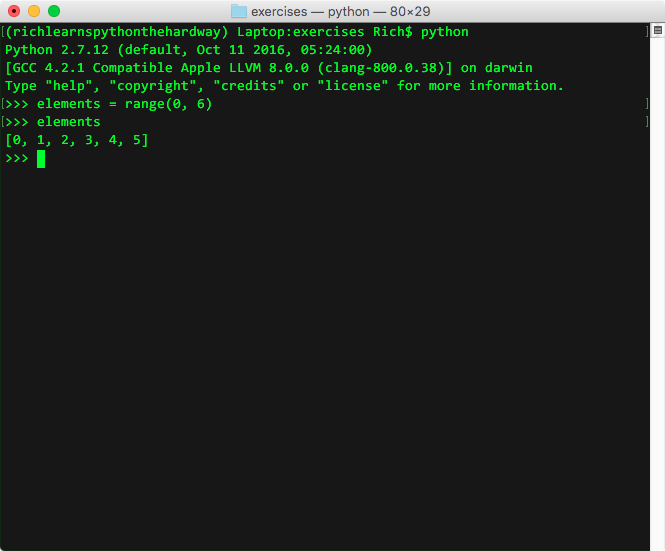 exercises — python — 80×29
(richlearnspythonthehardway) Laptop:exercises Rich$ python
Python 2.7.12 (default, Oct 11 2016, 05:24:00)
[GCC 4.2.1 Compatible Apple LLVM 8.0.0 (clang-800.0.38)] on darwin
Type "help", "copyright", "credits" or "license" for more information.
>>> elements = range(0, 6)
>>> elements
[0, 1, 2, 3, 4, 5]
>>>